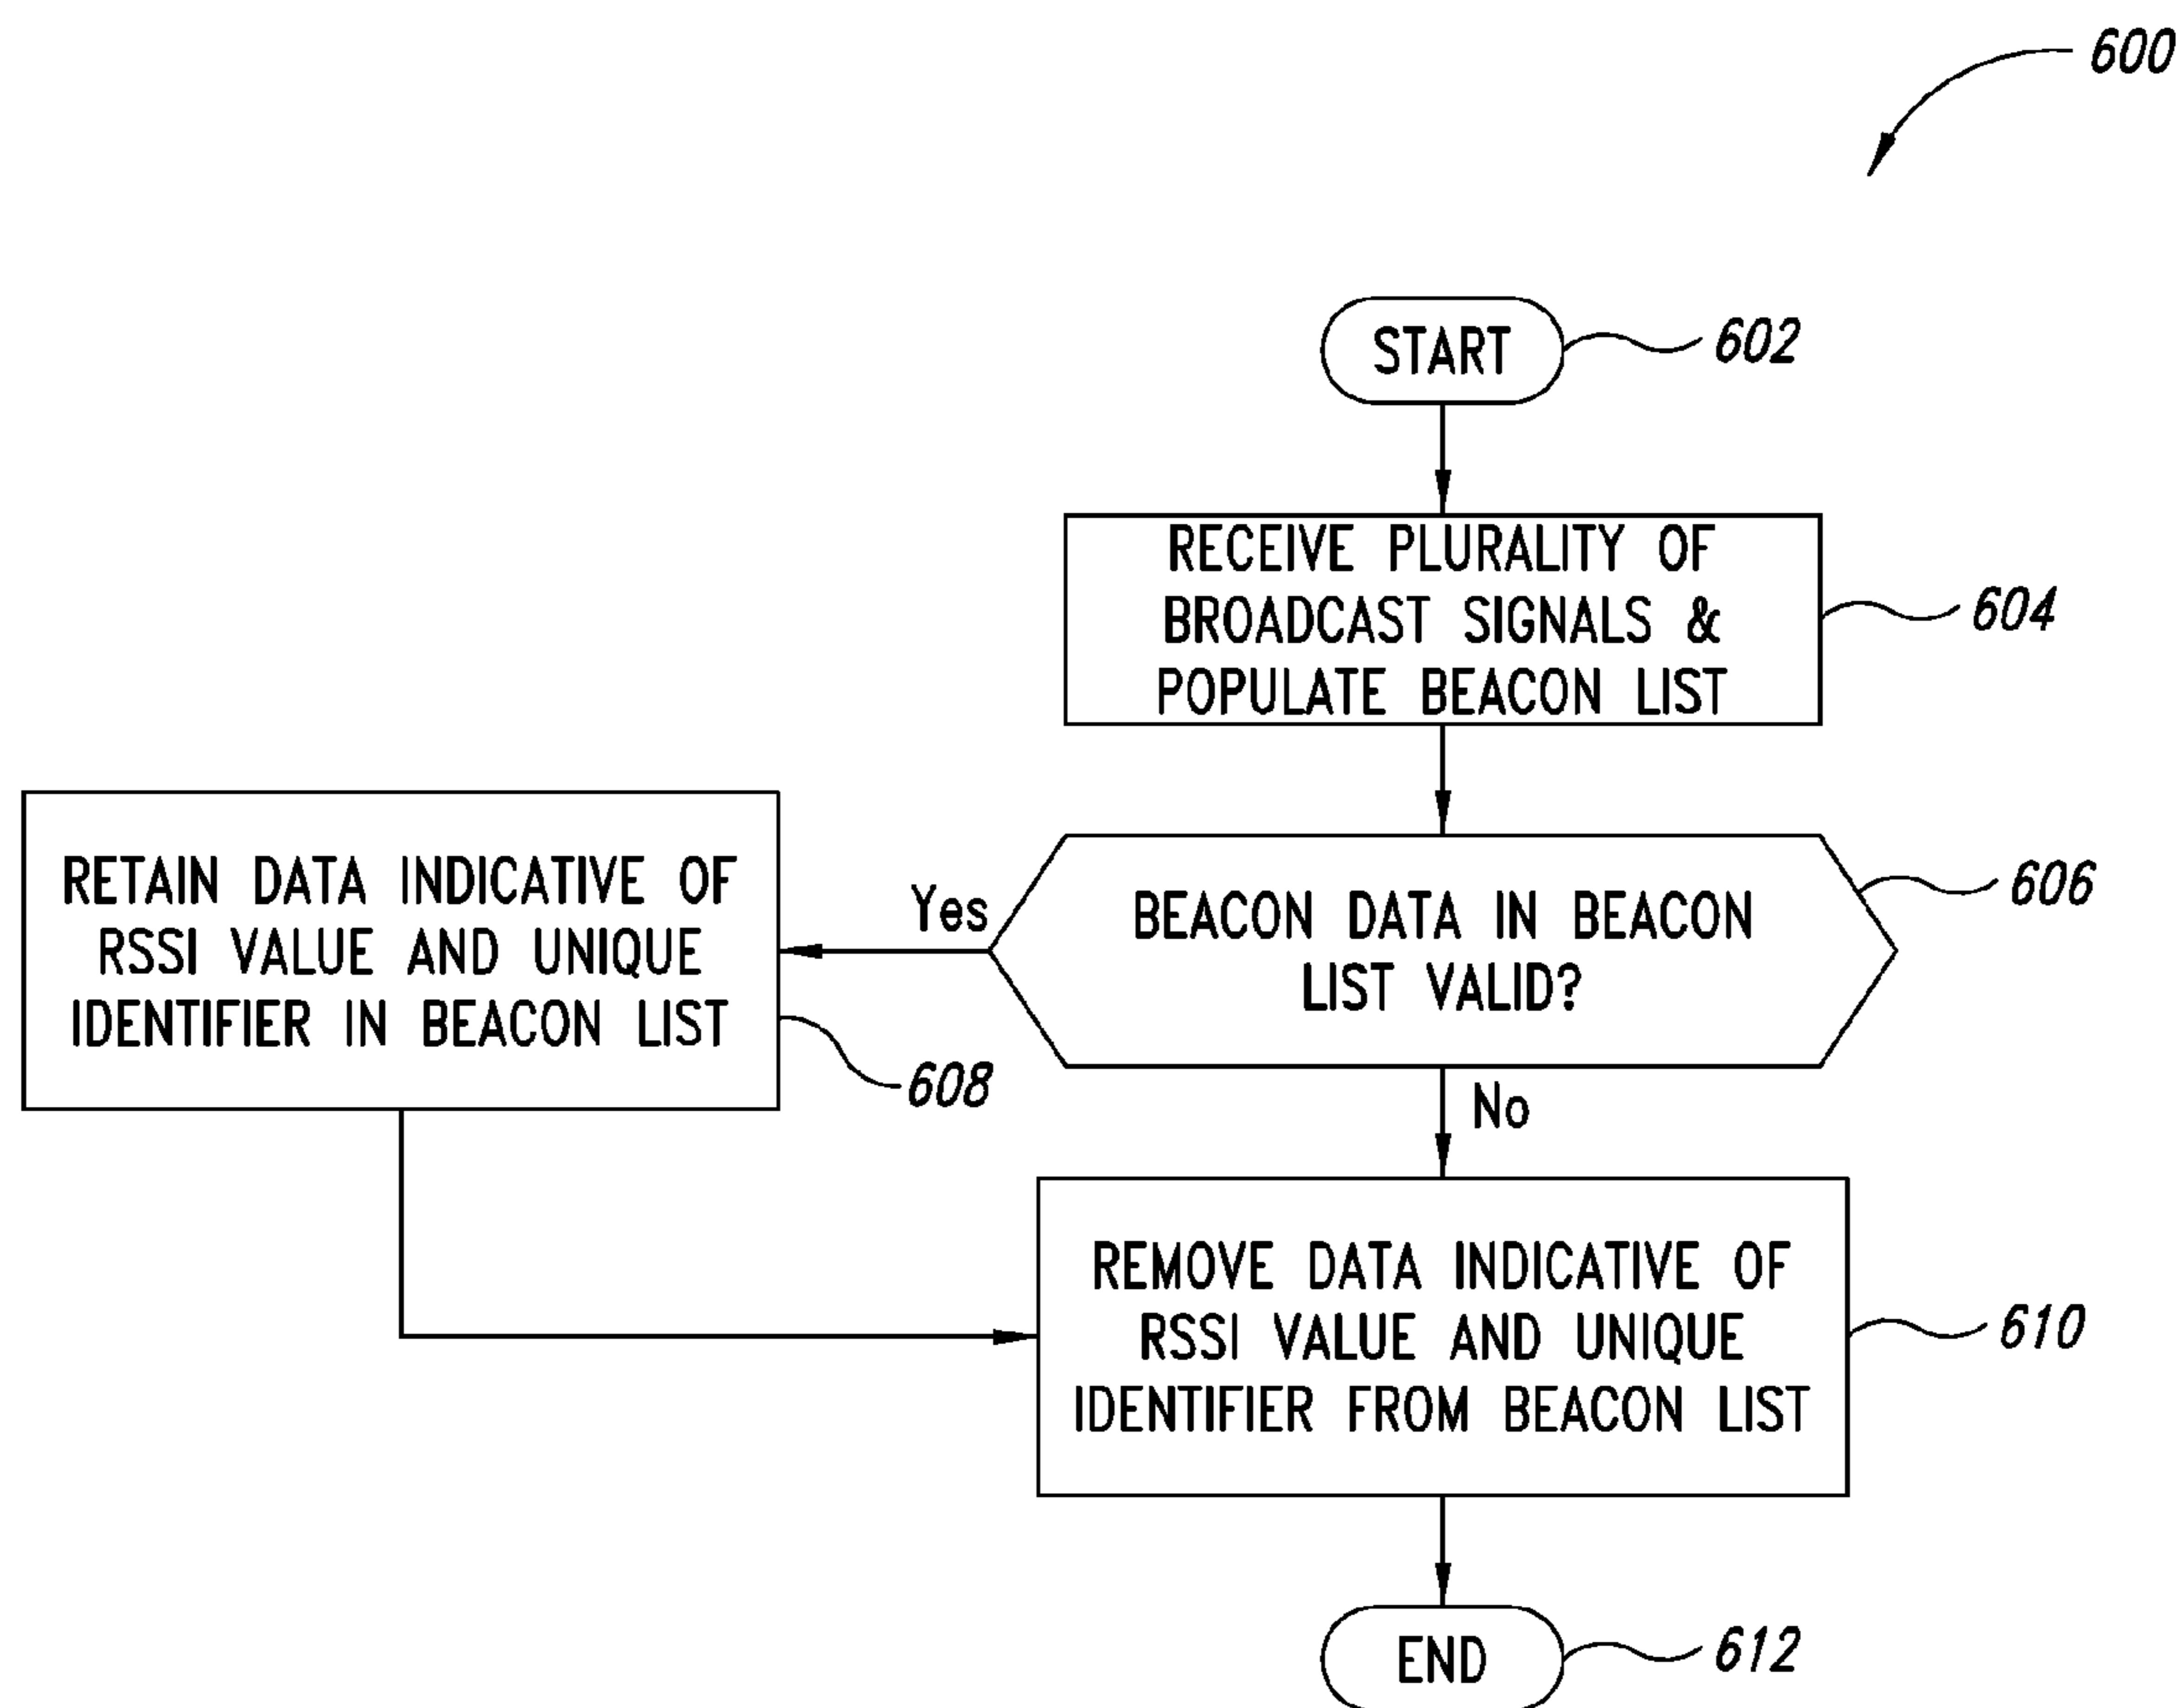 600
START
602
RECEIVE PLURALITY OF
BROADCAST SIGNALS &
POPULATE BEACON LIST
604
BEACON DATA IN BEACON
LIST VALID?
606
Yes
RETAIN DATA INDICATIVE OF
RSSI VALUE AND UNIQUE
IDENTIFIER IN BEACON LIST
608
No
REMOVE DATA INDICATIVE OF
RSSI VALUE AND UNIQUE
IDENTIFIER FROM BEACON LIST
610
END
612